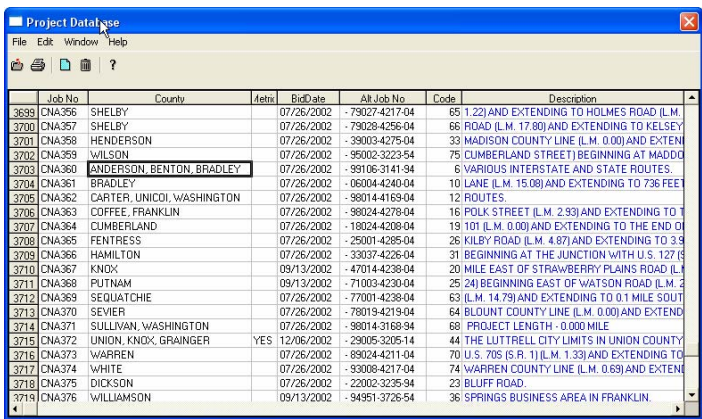 Project Database
File Edit Window Help
?
Job No County Metric BidDate Alt Job No Code Description
3699 CNA356 SHELBY 07/26/2002 - 79027-4217-04 65 1.22) AND EXTENDING TO HOLMES ROAD (L.M.
3700 CNA357 SHELBY 07/26/2002 - 79028-4256-04 66 ROAD (L.M. 17.80) AND EXTENDING TO KELSEY
3701 CNA358 HENDERSON 07/26/2002 - 39003-4275-04 33 MADISON COUNTY LINE (L.M. 0.00) AND EXTEN
3702 CNA359 WILSON 07/26/2002 - 95002-3223-54 75 CUMBERLAND STREET) BEGINNING AT MADDO
3703 CNA360 ANDERSON, BENTON, BRADLEY 07/26/2002 - 99106-3141-94 6 VARIOUS INTERSTATE AND STATE ROUTES.
3704 CNA361 BRADLEY 07/26/2002 - 06004-4240-04 10 LANE (L.M. 15.08) AND EXTENDING TO 736 FEET
3705 CNA362 CARTER, UNICOI, WASHINGTON 07/26/2002 - 98014-4169-04 12 ROUTES.
3706 CNA363 COFFEE, FRANKLIN 07/26/2002 - 98024-4278-04 16 POLK STREET (L.M. 2.93) AND EXTENDING TO T
3707 CNA364 CUMBERLAND 07/26/2002 - 18024-4208-04 19 101 (L.M. 0.00) AND EXTENDING TO THE END O
3708 CNA365 FENTRESS 07/26/2002 - 25001-4285-04 26 KILBY ROAD (L.M. 4.87) AND EXTENDING TO 3.9
3709 CNA366 HAMILTON 07/26/2002 - 33037-4226-04 31 BEGINNING AT THE JUNCTION WITH U.S. 127 (S
3710 CNA367 KNOX 09/13/2002 - 47014-4238-04 20 MILE EAST OF STRAWBERRY PLAINS ROAD (L.M
3711 CNA368 PUTNAM 09/13/2002 - 71003-4230-04 25 24) BEGINNING EAST OF WATSON ROAD (L.M. 2
3712 CNA369 SEQUATCHIE 07/26/2002 - 77001-4238-04 63 (L.M. 14.79) AND EXTENDING TO 0.1 MILE SOUT
3713 CNA370 SEVIER 07/26/2002 - 78019-4219-04 64 BLOUNT COUNTY LINE (L.M. 0.00) AND EXTEND
3714 CNA371 SULLIVAN, WASHINGTON 07/26/2002 - 98014-3168-94 68 PROJECT LENGTH - 0.000 MILE
3715 CNA372 UNION, KNOX, GRAINGER YES 12/06/2002 - 29005-3205-14 44 THE LUTTRELL CITY LIMITS IN UNION COUNTY
3716 CNA373 WARREN 07/26/2002 - 89024-4211-04 70 U.S. 70S (S.R. 1) (L.M. 1.33) AND EXTENDING TO
3717 CNA374 WHITE 07/26/2002 - 93008-4217-04 74 WARREN COUNTY LINE (L.M. 0.69) AND EXTEND
3718 CNA375 DICKSON 07/26/2002 - 22002-3235-94 23 BLUFF ROAD.
3719 CNA376 WILLIAMSON 09/13/2002 - 94951-3726-54 36 SPRINGS BUSINESS AREA IN FRANKLIN.